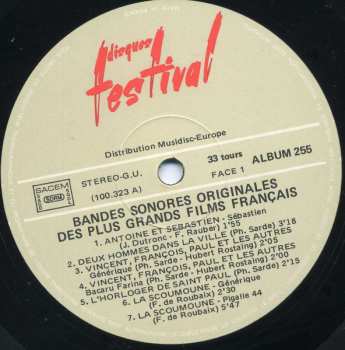 disques
festival
Distribution Musidisc-Europe
SACEM
SDRM
STEREO-G.U.
(100.323 A)
33 tours
FACE 1
ALBUM 255
BANDES SONORES ORIGINALES
DES PLUS GRANDS FILMS FRANÇAIS
1. ANTOINE ET SEBASTIEN - Sébastien
(J. Dutronc - F. Rauber) 1'55
2. DEUX HOMMES DANS LA VILLE (Ph. Sarde) 3'16
3. VINCENT, FRANÇOIS, PAUL ET LES AUTRES
Générique (Ph. Sarde - Hubert Rostaing) 2'00
4. VINCENT, FRANÇOIS, PAUL ET LES AUTRES
Bacaru Farina (Ph. Sarde - Hubert Rostaing) 2'05
5. L'HORLOGER DE SAINT PAUL (Ph. Sarde) 2'15
6. LA SCOUMOUNE - Générique
(F. de Roubaix) 2'30
7. LA SCOUMOUNE - Pigalle 44
(F. de Roubaix) 5'47